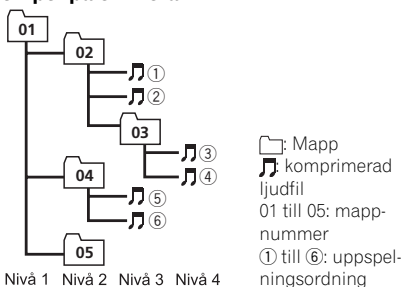 01
02
①
②
03
③
④
04
⑤
⑥
05
Nivå 1 Nivå 2 Nivå 3 Nivå 4
: Mapp
: komprimerad
ljudfil
01 till 05: mapp-
nummer
① till ⑥: uppspel-
ningsordning